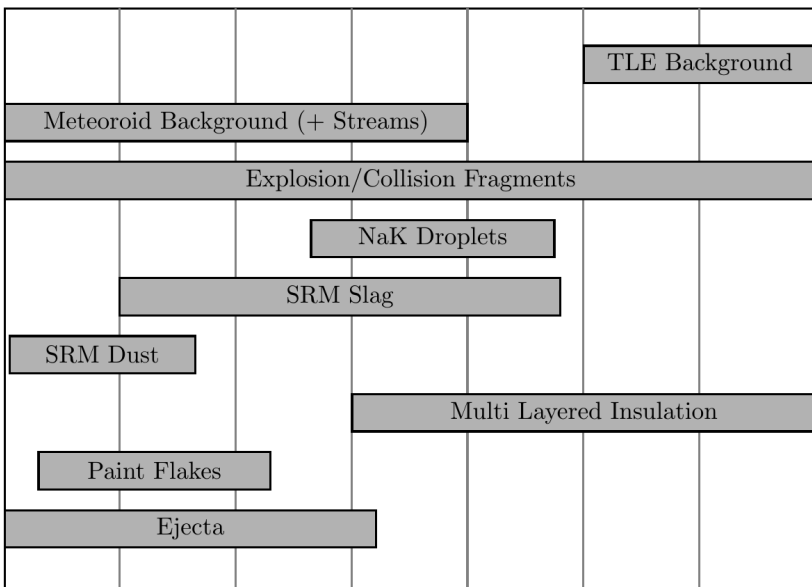 TLE Background
Meteoroid Background (+ Streams)
Explosion/Collision Fragments
NaK Droplets
SRM Slag
SRM Dust
Multi Layered Insulation
Paint Flakes
Ejecta